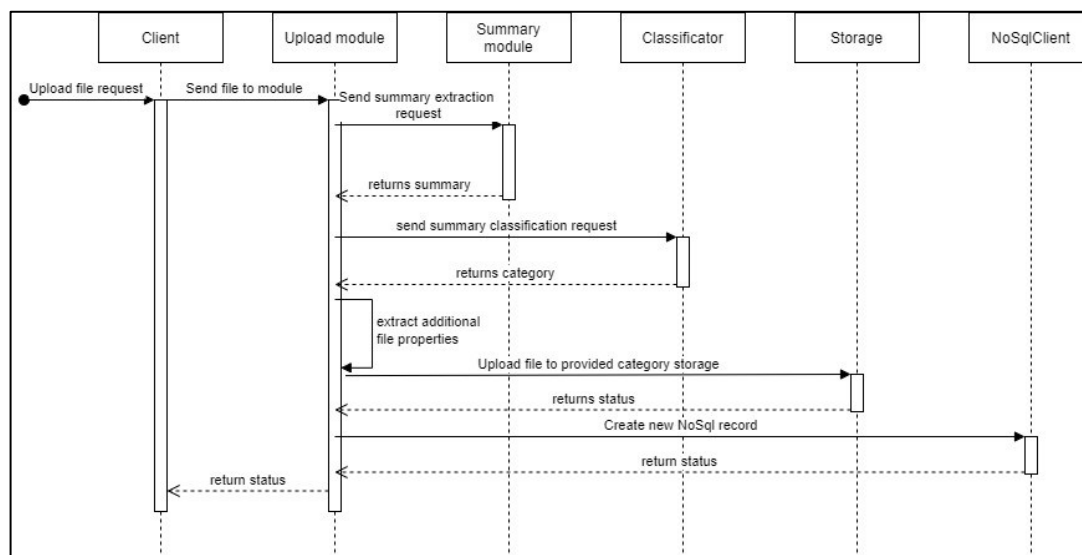 Client
Upload module
Summary
module
Classificator
Storage
NoSqlClient
Upload file request
Send file to module
Send summary extraction
request
returns summary
send summary classification request
returns category
extract additional
file properties
Upload file to provided category storage
returns status
Create new NoSql record
return status
return status